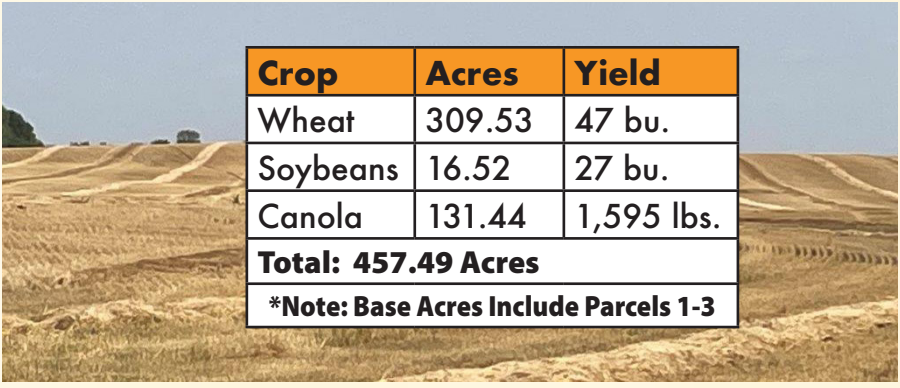 Crop Acres Yield
Wheat 309.53 47 bu.
Soybeans 16.52 27 bu.
Canola 131.44 1,595 lbs.
Total: 457.49 Acres
*Note: Base Acres Include Parcels 1-3